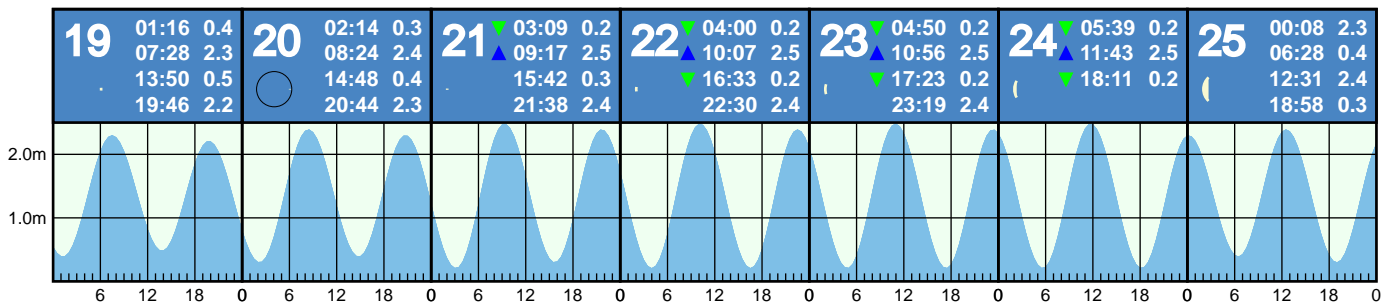 19 01:16 0.4
07:28 2.3
13:50 0.5
19:46 2.2
20 02:14 0.3
08:24 2.4
14:48 0.4
20:44 2.3
21 ▼ 03:09 0.2
▲ 09:17 2.5
15:42 0.3
21:38 2.4
22 ▼ 04:00 0.2
▲ 10:07 2.5
▼ 16:33 0.2
22:30 2.4
23 ▼ 04:50 0.2
▲ 10:56 2.5
▼ 17:23 0.2
23:19 2.4
24 ▼ 05:39 0.2
▲ 11:43 2.5
▼ 18:11 0.2
25 00:08 2.3
06:28 0.4
12:31 2.4
18:58 0.3
2.0m
1.0m
6 12 18 0 6 12 18 0 6 12 18 0 6 12 18 0 6 12 18 0 6 12 18 0 6 12 18 0